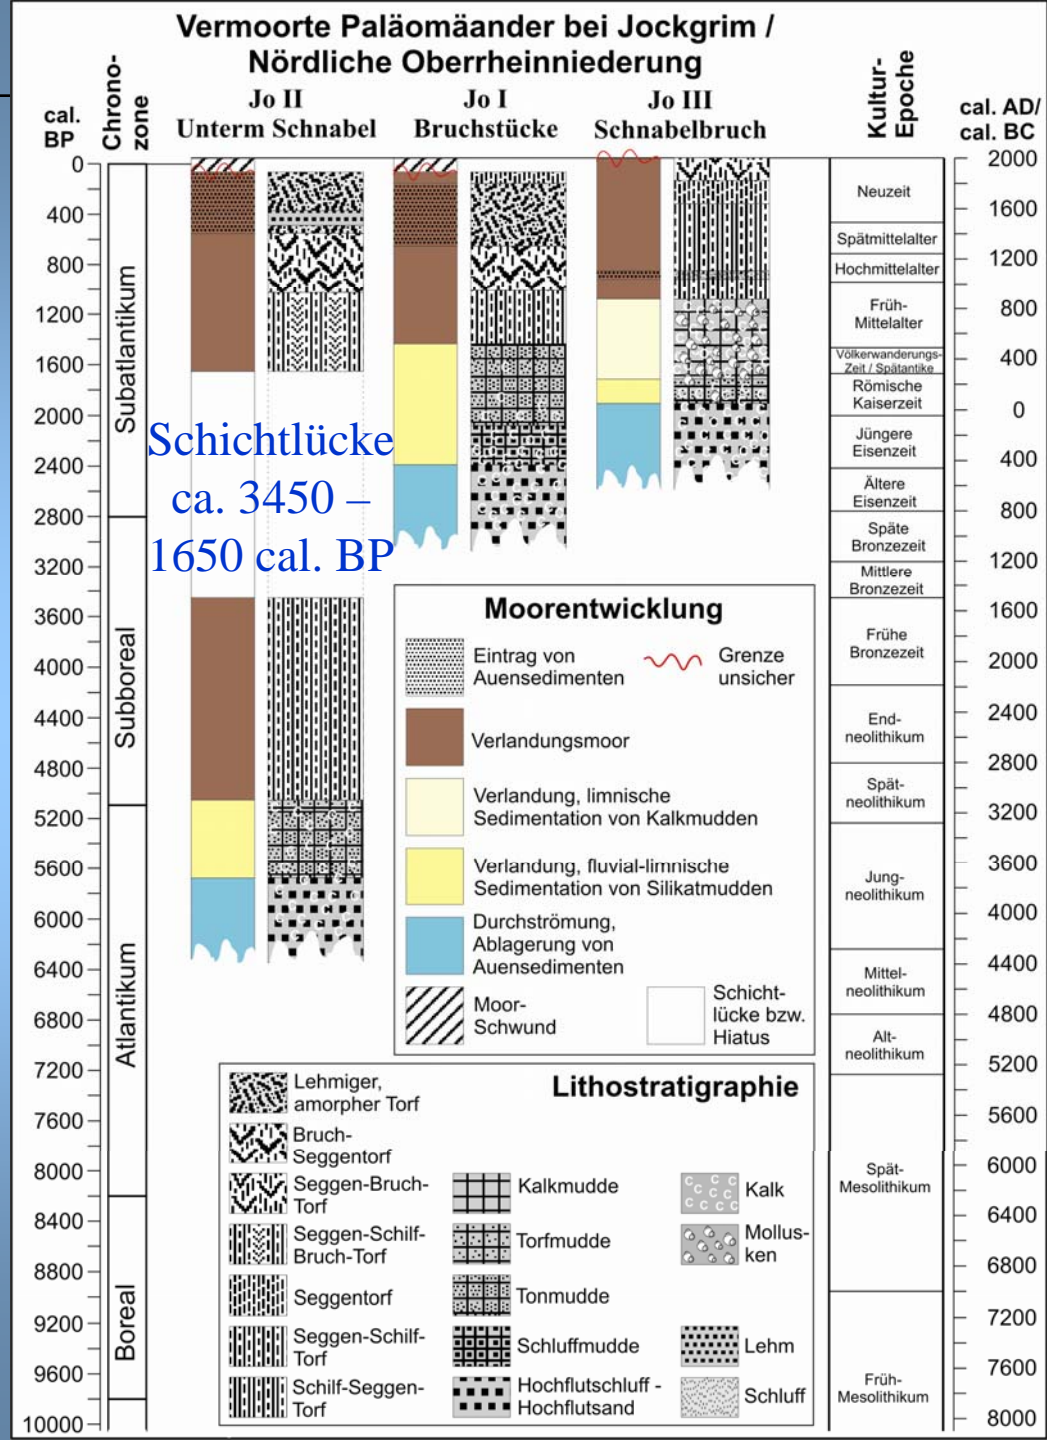 Vermoorte Paläomäander bei Jockgrim /
Nördliche Oberrheinniederung
cal.
BP
Chrono-
zone
Jo II
Unterm Schnabel
Jo I
Bruchstücke
Jo III
Schnabelbruch
Kultur-
Epoche
cal. AD/
cal. BC
0
400
800
1200
1600
2000
2400
2800
3200
3600
4000
4400
4800
5200
5600
6000
6400
6800
7200
7600
8000
8400
8800
9200
9600
10000
Subatlantikum
Subboreal
Atlantikum
Boreal
Schichtlücke
ca. 3450 –
1650 cal. BP
Moorentwicklung
Eintrag von
Auensedimenten
Grenze
unsicher
Verlandungsmoor
Verlandung, limnische
Sedimentation von Kalkmudden
Verlandung, fluvial-limnische
Sedimentation von Silikatmudden
Durchströmung,
Ablagerung von
Auensedimenten
Moor-
Schwund
Schicht-
lücke bzw.
Hiatus
Lithostratigraphie
Lehmiger,
amorpher Torf
Bruch-
Seggentorf
Seggen-Bruch-
Torf
Seggen-Schilf-
Bruch-Torf
Seggentorf
Seggen-Schilf-
Torf
Schilf-Seggen-
Torf
Kalkmudde
Torfmudde
Tonmudde
Schluffmudde
Hochflutschluff -
Hochflutsand
Kalk
Mollus-
ken
Lehm
Schluff
Neuzeit
Spätmittelalter
Hochmittelalter
Früh-
Mittelalter
Völkerwanderungs-
Zeit / Spätantike
Römische
Kaiserzeit
Jüngere
Eisenzeit
Ältere
Eisenzeit
Späte
Bronzezeit
Mittlere
Bronzezeit
Frühe
Bronzezeit
End-
neolithikum
Spät-
neolithikum
Jung-
neolithikum
Mittel-
neolithikum
Alt-
neolithikum
Spät-
Mesolithikum
Früh-
Mesolithikum
2000
1600
1200
800
400
0
400
800
1200
1600
2000
2400
2800
3200
3600
4000
4400
4800
5200
5600
6000
6400
6800
7200
7600
8000